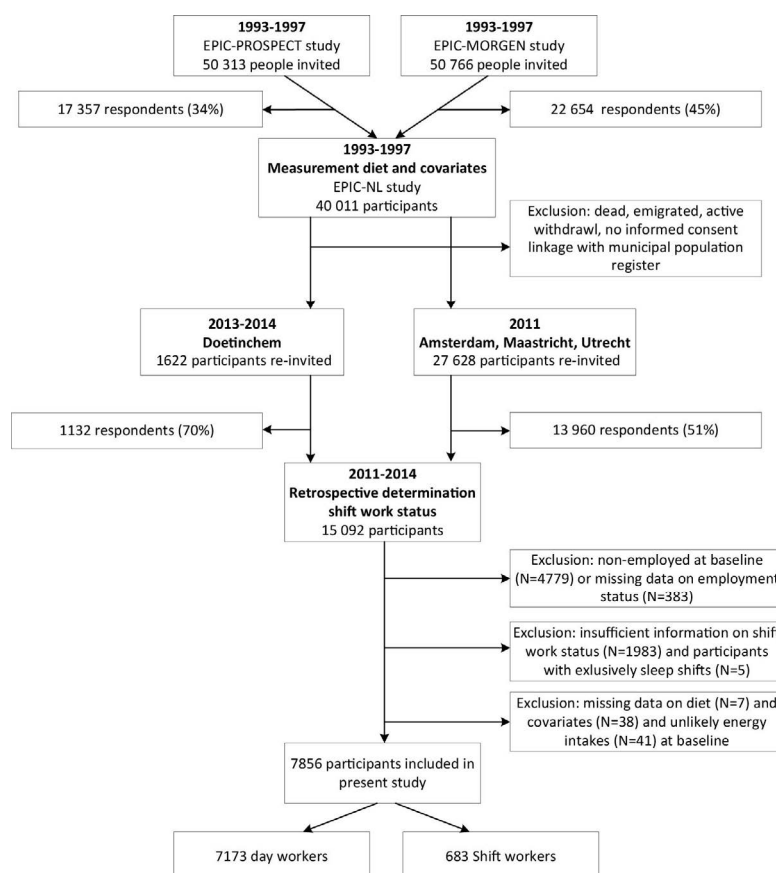 1993-1997
EPIC-PROSPECT study
50 313 people invited
1993-1997
EPIC-MORGEN study
50 766 people invited
17 357 respondents (34%)
22 654 respondents (45%)
1993-1997
Measurement diet and covariates
EPIC-NL study
40 011 participants
Exclusion: dead, emigrated, active
withdrawl, no informed consent
linkage with municipal population
register
2013-2014
Doetinchem
1622 participants re-invited
2011
Amsterdam, Maastricht, Utrecht
27 628 participants re-invited
1132 respondents (70%)
13 960 respondents (51%)
2011-2014
Retrospective determination
shift work status
15 092 participants
Exclusion: non-employed at baseline
(N=4779) or missing data on employment
status (N=383)
Exclusion: insufficient information on shift
work status (N=1983) and participants
with exlusively sleep shifts (N=5)
Exclusion: missing data on diet (N=7) and
covariates (N=38) and unlikely energy
intakes (N=41) at baseline
7856 participants included in
present study
7173 day workers
683 Shift workers